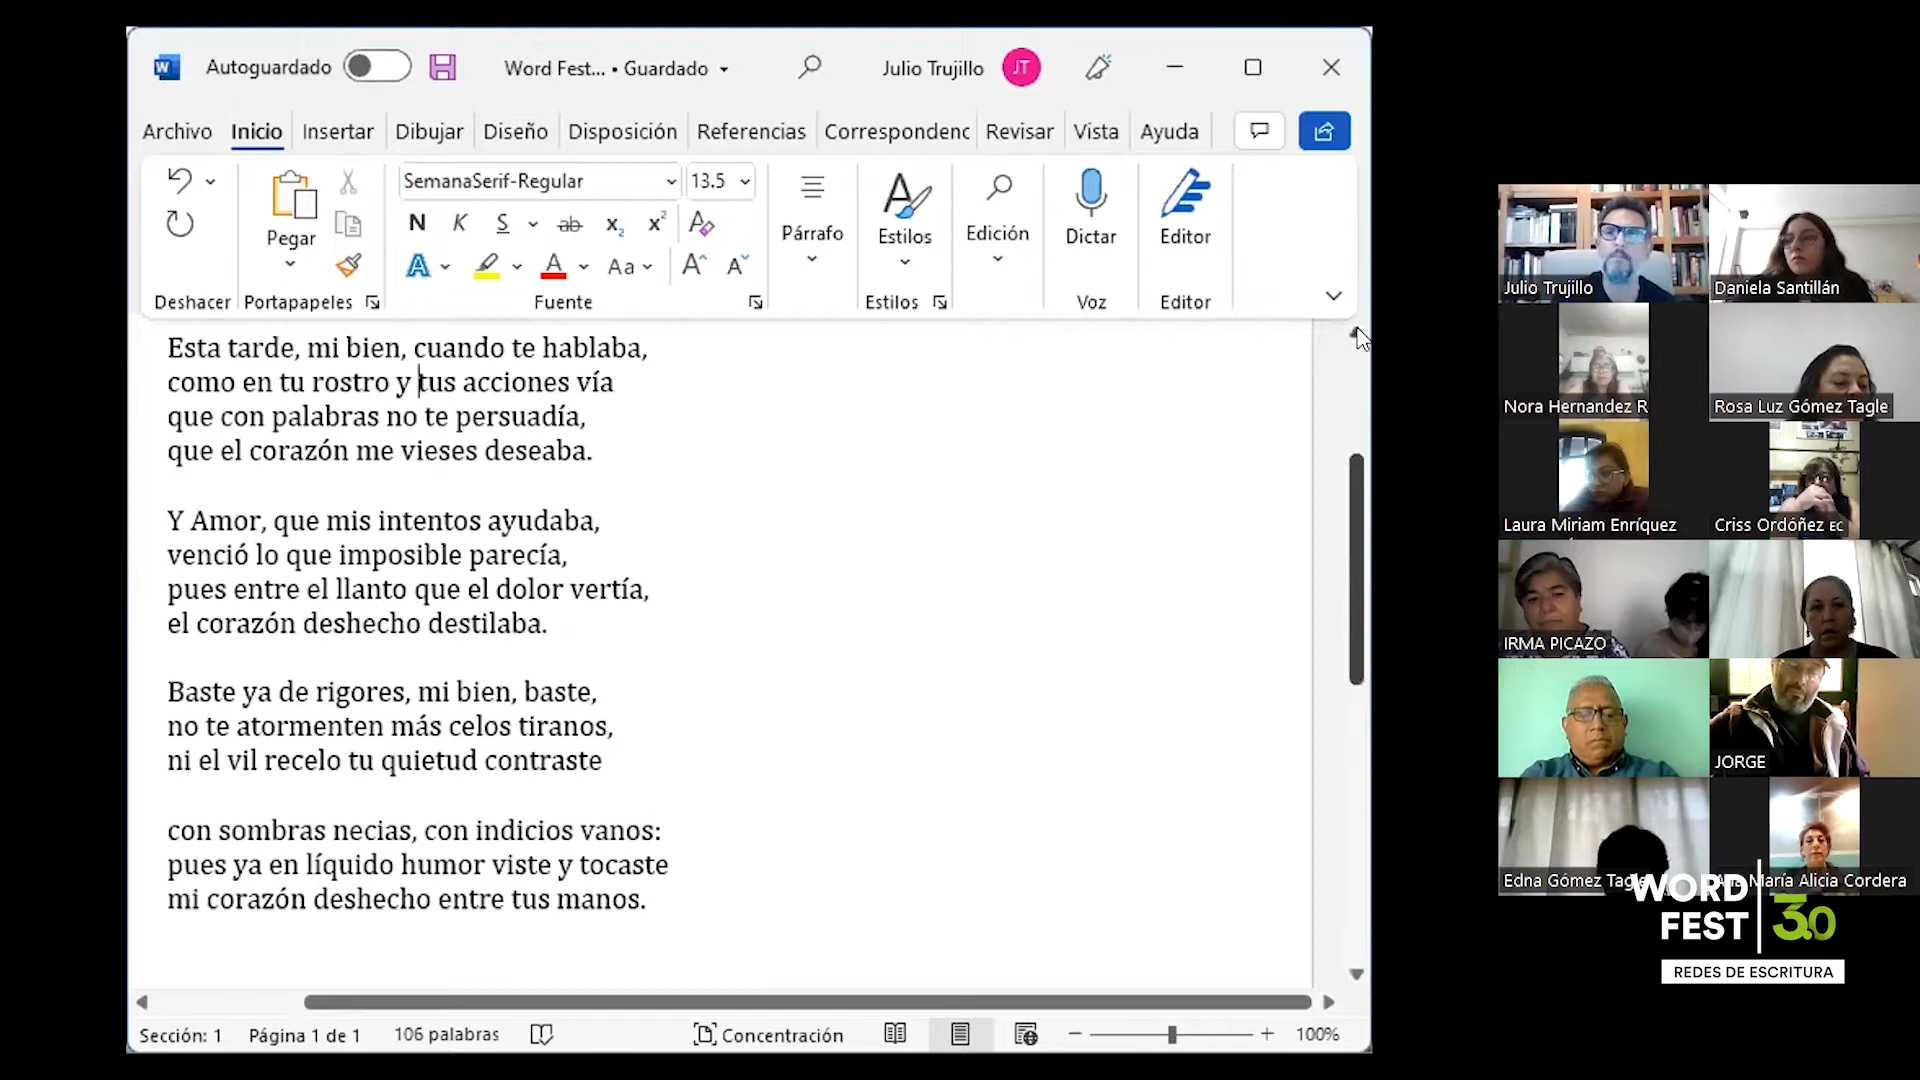 Autoguardado
Word Fest... • Guardado
Julio Trujillo
JT
Archivo Inicio Insertar Dibujar Diseño Disposición Referencias Correspondenc Revisar Vista Ayuda
SemanaSerif-Regular 13.5
Pegar
N K S ab x₂ x²
A A Aa A A
Párrafo
Estilos
Edición
Dictar
Editor
Deshacer Portapapeles Fuente Estilos Voz Editor
Esta tarde, mi bien, cuando te hablaba,
como en tu rostro y tus acciones vía
que con palabras no te persuadía,
que el corazón me vieses deseaba.
Y Amor, que mis intentos ayudaba,
venció lo que imposible parecía,
pues entre el llanto que el dolor vertía,
el corazón deshecho destilaba.
Baste ya de rigores, mi bien, baste,
no te atormenten más celos tiranos,
ni el vil recelo tu quietud contraste
con sombras necias, con indicios vanos:
pues ya en líquido humor viste y tocaste
mi corazón deshecho entre tus manos.
Sección: 1 Página 1 de 1 106 palabras Concentración 100%
Julio Trujillo
Daniela Santillán
Nora Hernandez R
Rosa Luz Gómez Tagle
Laura Miriam Enríquez
Criss Ordóñez EC
IRMA PICAZO
JORGE
Edna Gómez Tagle
María Alicia Cordera
WORD
FEST
3.0
REDES DE ESCRITURA